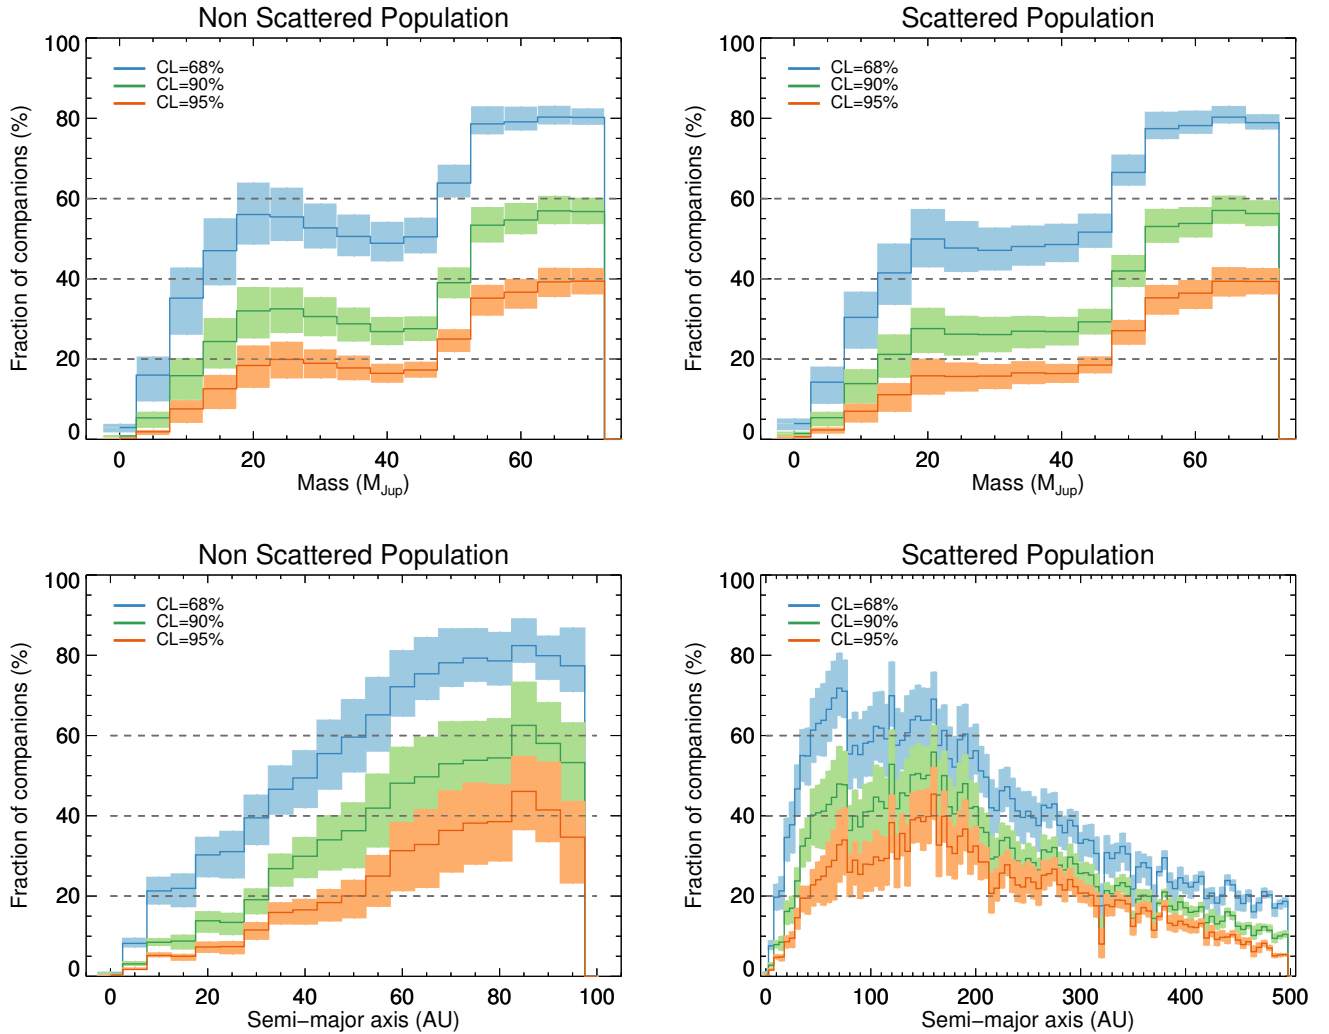 Non Scattered Population
100
80
60
40
20
0
Fraction of companions (%)
CL=68%
CL=90%
CL=95%
0 20 40 60
Mass (M_Jup)
Scattered Population
100
80
60
40
20
0
Fraction of companions (%)
CL=68%
CL=90%
CL=95%
0 20 40 60
Mass (M_Jup)
Non Scattered Population
100
80
60
40
20
0
Fraction of companions (%)
CL=68%
CL=90%
CL=95%
0 20 40 60 80 100
Semi−major axis (AU)
Scattered Population
100
80
60
40
20
0
Fraction of companions (%)
CL=68%
CL=90%
CL=95%
0 100 200 300 400 500
Semi−major axis (AU)